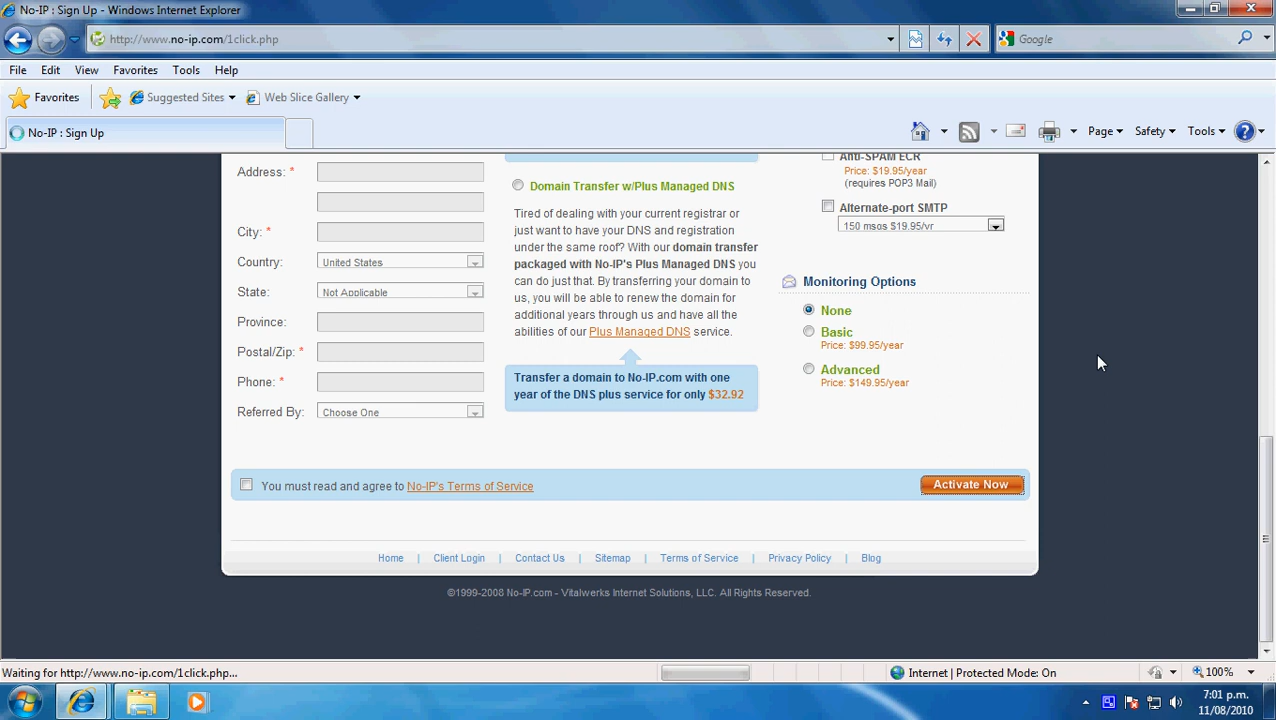 No-IP : Sign Up - Windows Internet Explorer
http://www.no-ip.com/1click.php
Google
File Edit View Favorites Tools Help
Favorites Suggested Sites Web Slice Gallery
No-IP : Sign Up
Page Safety Tools
Address: *
City: *
Country: United States
State: Not Applicable
Province:
Postal/Zip: *
Phone: *
Referred By: Choose One
Domain Transfer w/Plus Managed DNS
Tired of dealing with your current registrar or
just want to have your DNS and registration
under the same roof? With our domain transfer
packaged with No-IP's Plus Managed DNS you
can do just that. By transferring your domain to
us, you will be able to renew the domain for
additional years through us and have all the
abilities of our Plus Managed DNS service.
Transfer a domain to No-IP.com with one
year of the DNS plus service for only $32.92
Anti-SPAM ECR
Price: $19.95/year
(requires POP3 Mail)
Alternate-port SMTP
150 msgs $19.95/yr
Monitoring Options
None
Basic
Price: $99.95/year
Advanced
Price: $149.95/year
You must read and agree to No-IP's Terms of Service
Activate Now
Home | Client Login | Contact Us | Sitemap | Terms of Service | Privacy Policy | Blog
©1999-2008 No-IP.com - Vitalwerks Internet Solutions, LLC. All Rights Reserved.
Waiting for http://www.no-ip.com/1click.php...
Internet | Protected Mode: On
100%
7:01 p.m.
11/08/2010